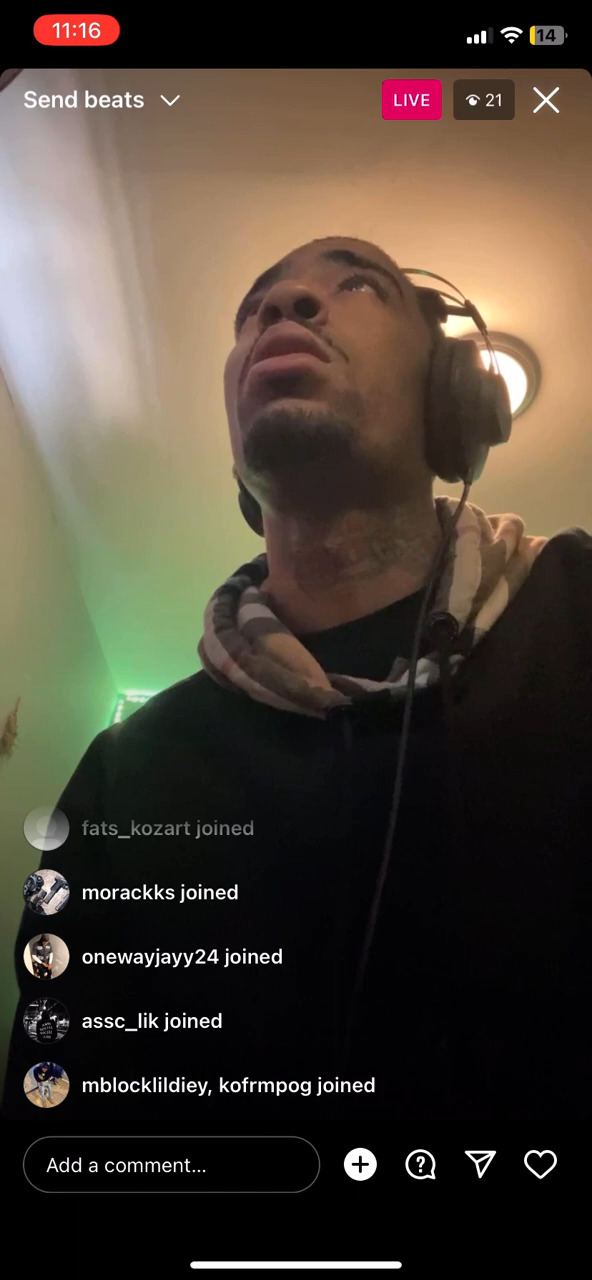 11:16
14
Send beats
LIVE
21
fats_kozart joined
morackks joined
onewayjayy24 joined
assc_lik joined
mblocklildiey, kofrmpog joined
Add a comment...
?